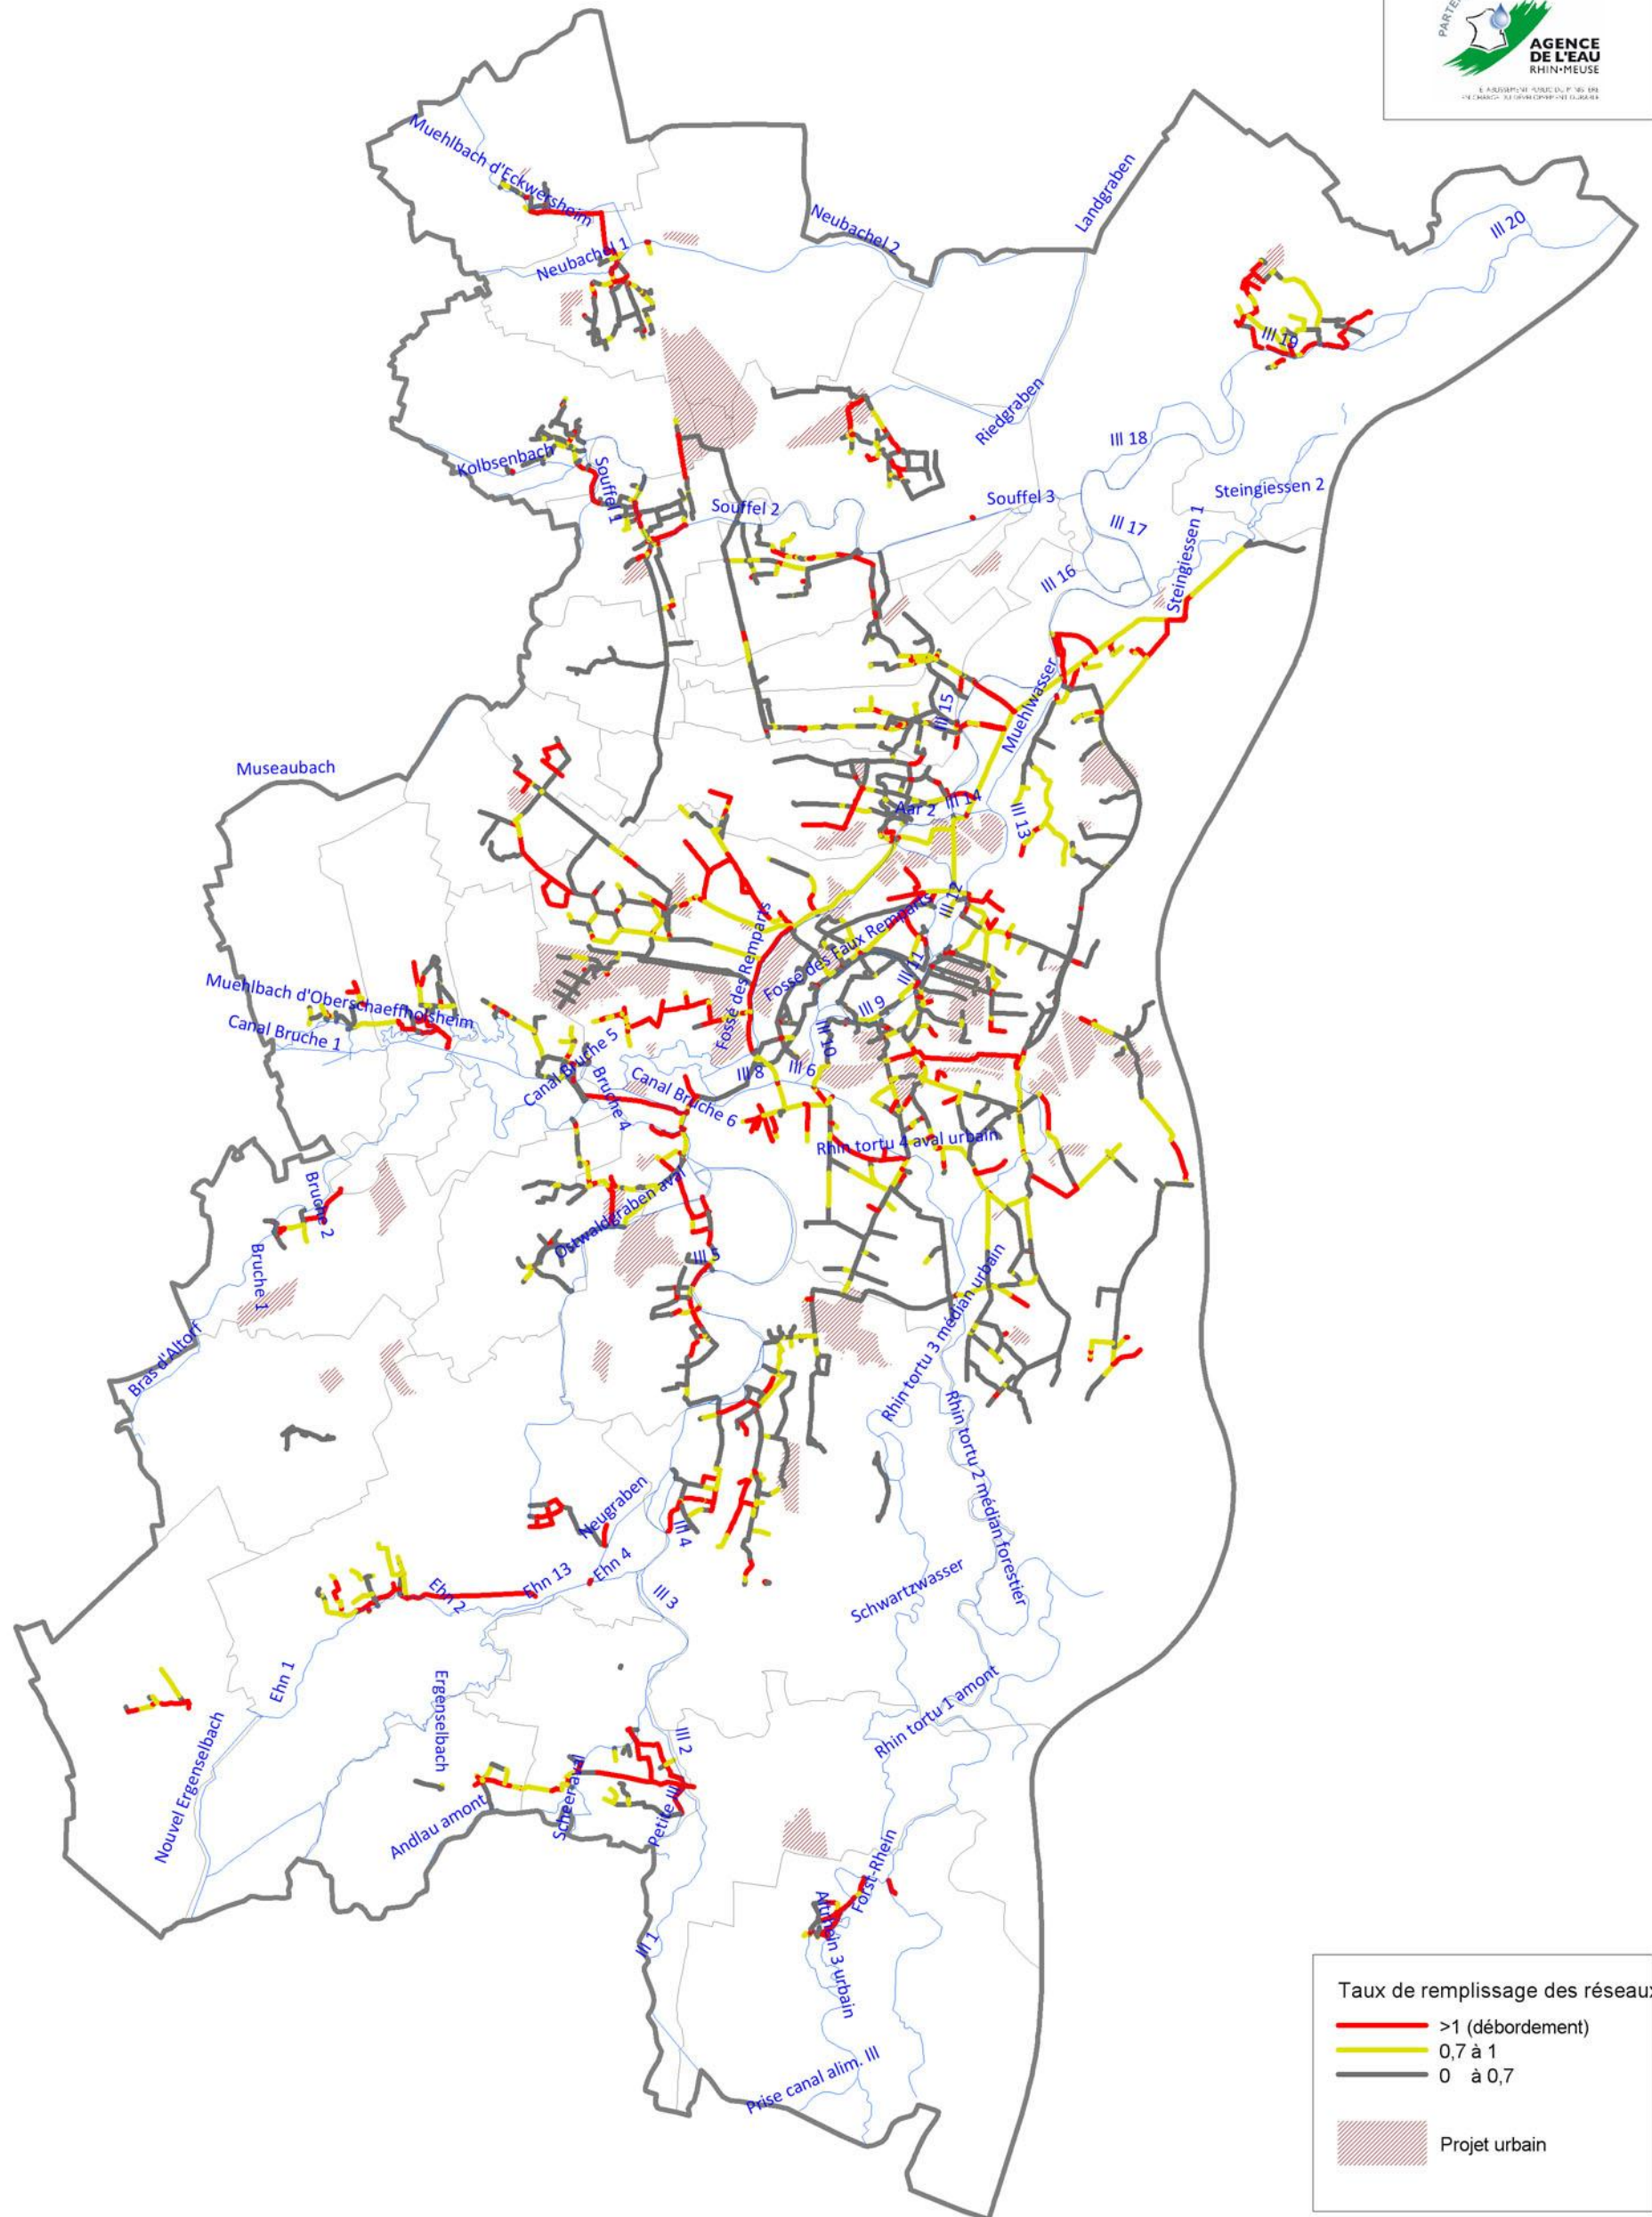 PARTE
AGENCE
DE L'EAU
RHIN•MEUSE
Muehlbach d'Eckwersheim
Neubachel 1
Neubachel 2
Landgraben
Ill 20
Ill 19
Riedgraben
Ill 18
Kolbsenbach
Souffel 1
Souffel 2
Souffel 3
Steingiessen 2
Ill 17
Steingiessen 1
Ill 16
Muehlwasser
Ill 15
Museaubach
Aar 2
Ill 14
Ill 13
Ill 12
Fossé des Remparts
Fossé des Faux Remparts
Ill 11
Muehlbach d'Oberschaeffholsheim
Canal Bruche 1
Ill 9
Ill 10
Canal Bruche 5
Bruche 4
Canal Bruche 6
Ill 8
Ill 6
Rhin tortu 4 aval urbain
Bruche 2
Ostwaldgraben aval
Bruche 1
Ill 5
Bras d'Altorf
Rhin tortu 3 médian urbain
Rhin tortu 2 médian forestier
Neugraben
Ill 4
Ehn 2
Ehn 13
Ehn 4
Ill 3
Schwartzwasser
Ehn 1
Ergenselbach
Rhin tortu 1 amont
Nouvel Ergenselbach
Ill 2
Scheer aval
Petite Ill
Andlau amont
Forst-Rhein
Altrhein 3 urbain
Ill 1
Prise canal alim. Ill
Taux de remplissage des réseaux
>1 (débordement)
0,7 à 1
0 à 0,7
Projet urbain